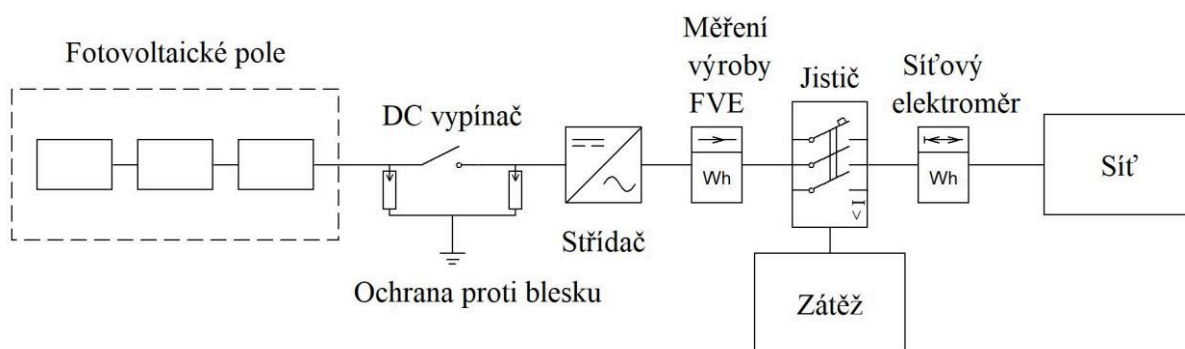 Fotovoltaické pole
DC vypínač
Měření
výroby
FVE
Jistič
Síťový
elektroměr
Wh
Wh
I>
Síť
Střídač
Ochrana proti blesku
Zátěž